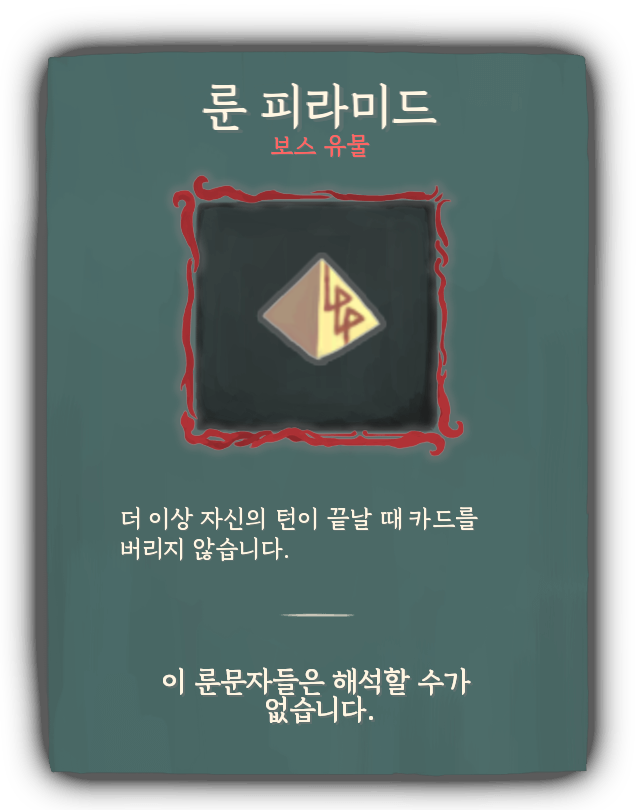 룬 피라미드
보스 유물
더 이상 자신의 턴이 끝날 때 카드를
버리지 않습니다.
이 룬문자들은 해석할 수가
없습니다.